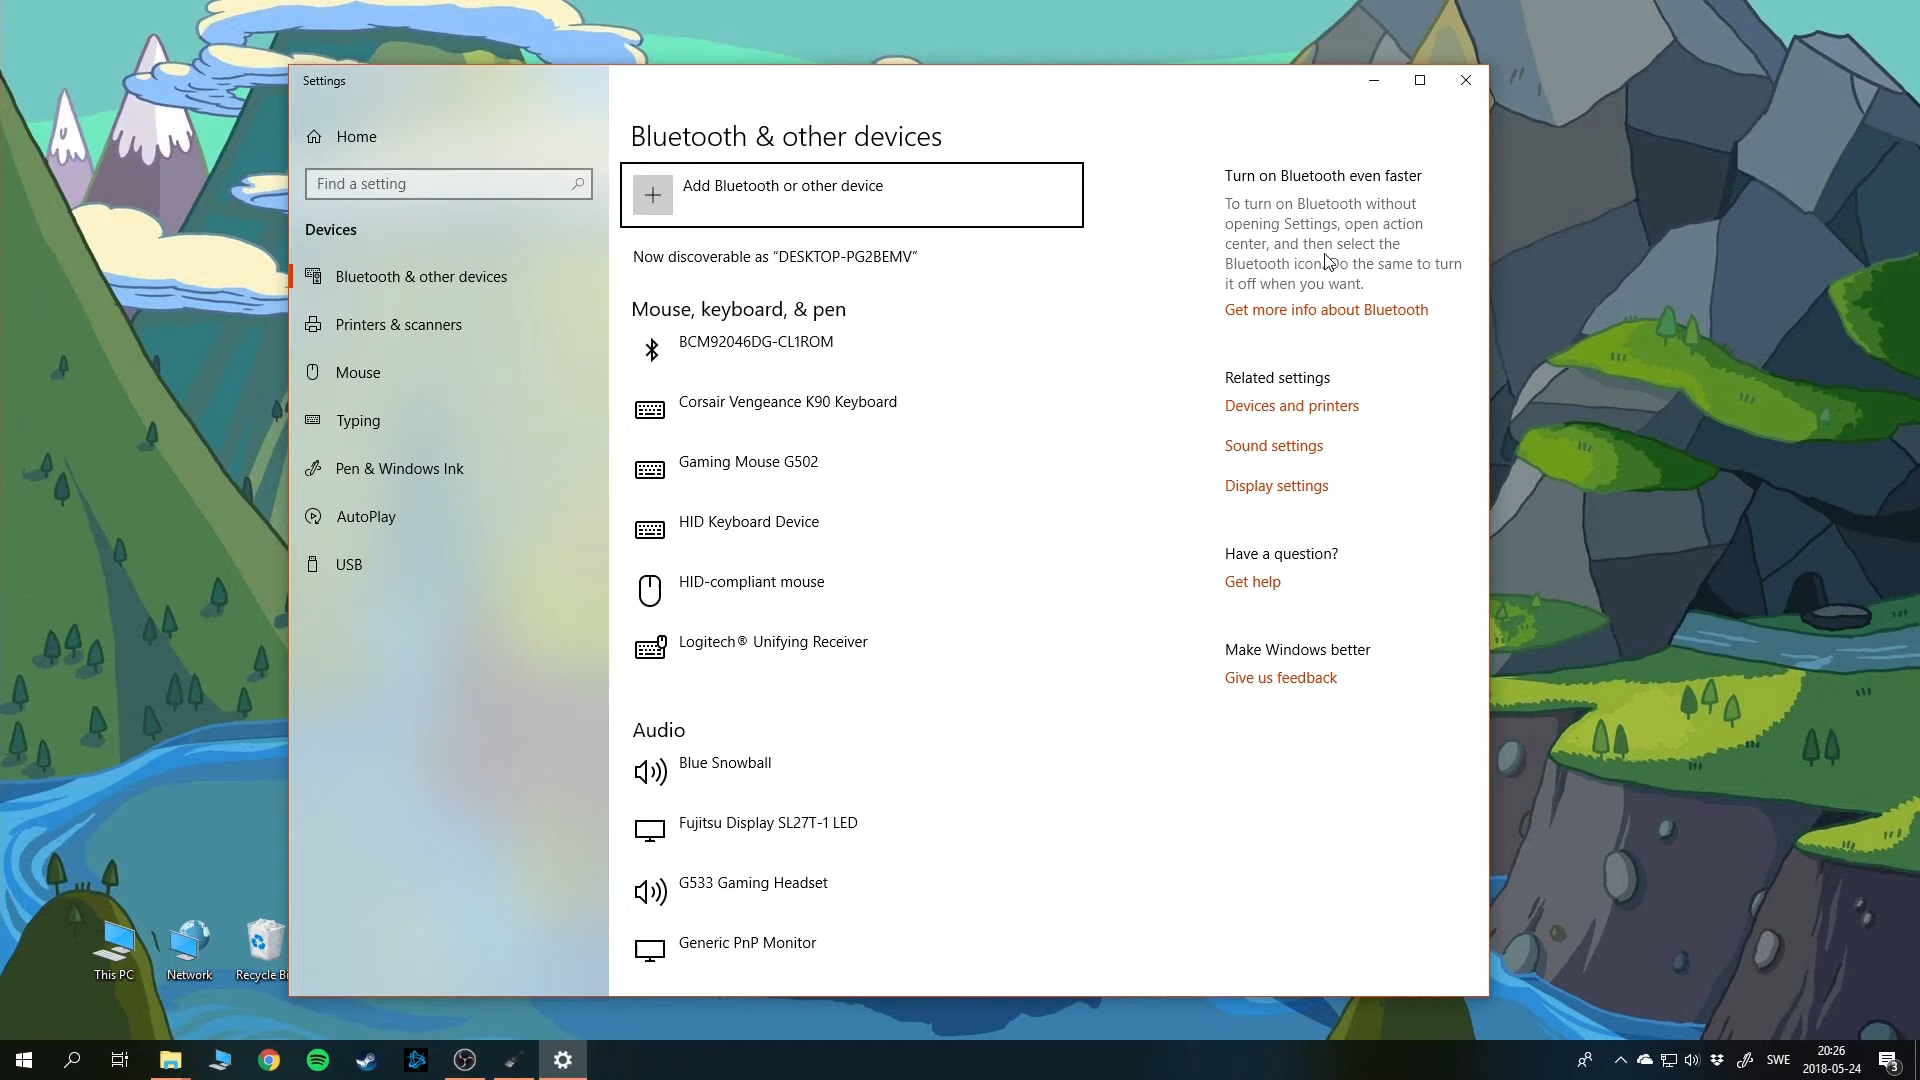 Settings
Home
Find a setting
Devices
Bluetooth & other devices
Printers & scanners
Mouse
Typing
Pen & Windows Ink
AutoPlay
USB
Bluetooth & other devices
Add Bluetooth or other device
Now discoverable as “DESKTOP-PG2BEMV”
Mouse, keyboard, & pen
BCM92046DG-CL1ROM
Corsair Vengeance K90 Keyboard
Gaming Mouse G502
HID Keyboard Device
HID-compliant mouse
Logitech® Unifying Receiver
Audio
Blue Snowball
Fujitsu Display SL27T-1 LED
G533 Gaming Headset
Generic PnP Monitor
Turn on Bluetooth even faster
To turn on Bluetooth without
opening Settings, open action
center, and then select the
Bluetooth icon. Do the same to turn
it off when you want.
Get more info about Bluetooth
Related settings
Devices and printers
Sound settings
Display settings
Have a question?
Get help
Make Windows better
Give us feedback
This PC
Network
Recycle Bi
SWE
20:26
2018-05-24
3